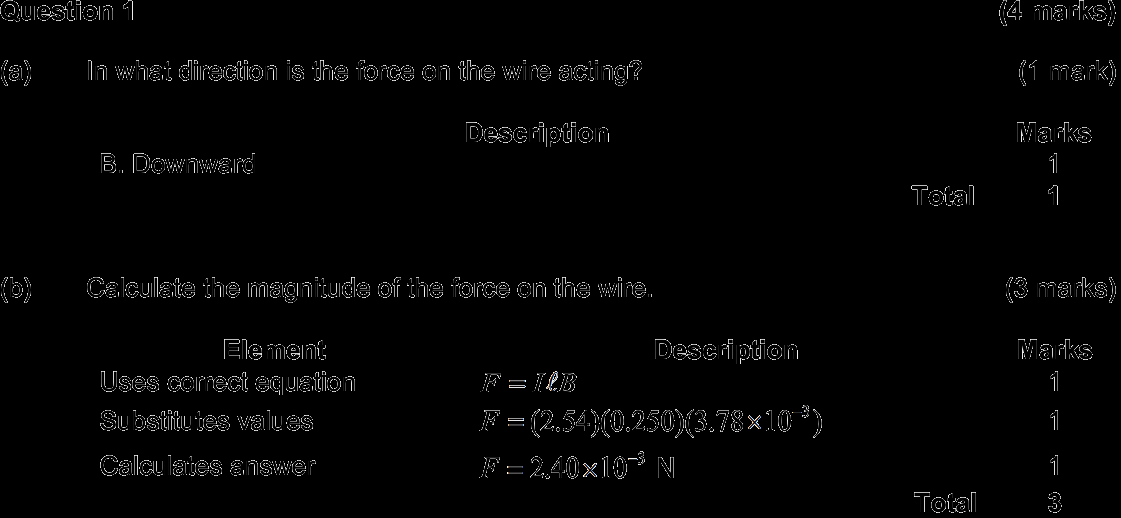 Question 1 (4 marks)
(a) In what direction is the force on the wire acting? (1 mark)
Description Marks
B. Downward 1
Total 1
(b) Calculate the magnitude of the force on the wire. (3 marks)
Element Description Marks
Uses correct equation F = IℓB 1
Substitutes values F = (2.54)(0.250)(3.78×10⁻³) 1
Calculates answer F = 2.40×10⁻³ N 1
Total 3